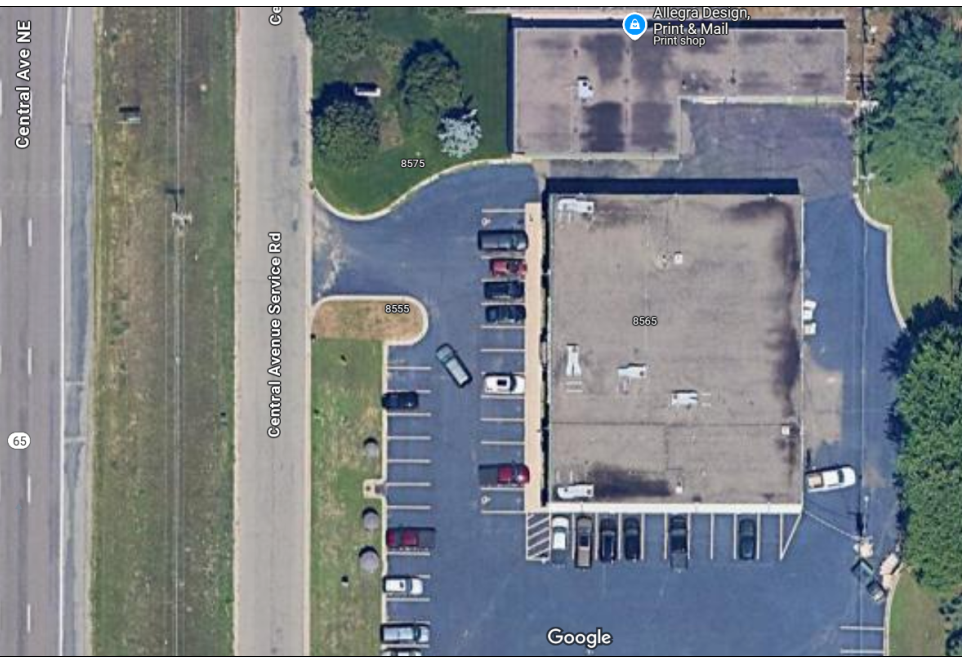 Central Ave NE
Ce
Allegra Design,
Print & Mail
Print shop
8575
Central Avenue Service Rd
8555
8565
65
Google